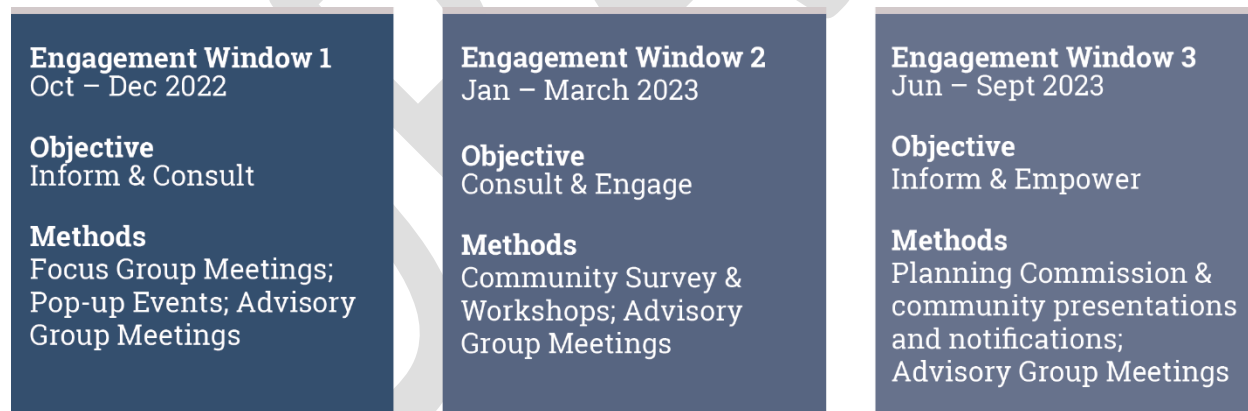 Engagement Window 1
Oct – Dec 2022
Objective
Inform & Consult
Methods
Focus Group Meetings;
Pop-up Events; Advisory
Group Meetings
Engagement Window 2
Jan – March 2023
Objective
Consult & Engage
Methods
Community Survey &
Workshops; Advisory
Group Meetings
Engagement Window 3
Jun – Sept 2023
Objective
Inform & Empower
Methods
Planning Commission &
community presentations
and notifications;
Advisory Group Meetings